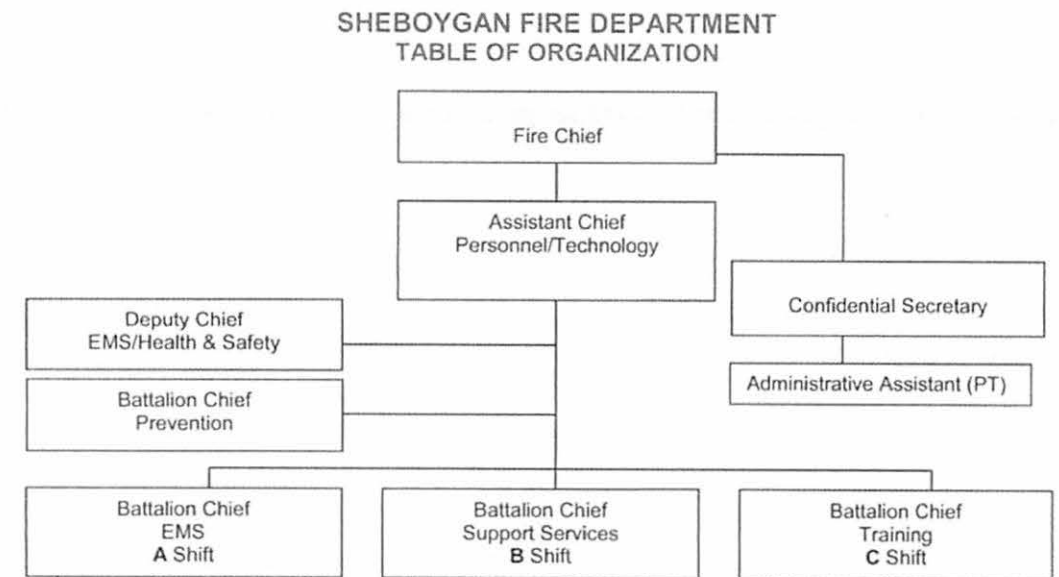 SHEBOYGAN FIRE DEPARTMENT
TABLE OF ORGANIZATION
Fire Chief
Assistant Chief
Personnel/Technology
Confidential Secretary
Administrative Assistant (PT)
Deputy Chief
EMS/Health & Safety
Battalion Chief
Prevention
Battalion Chief
EMS
A Shift
Battalion Chief
Support Services
B Shift
Battalion Chief
Training
C Shift